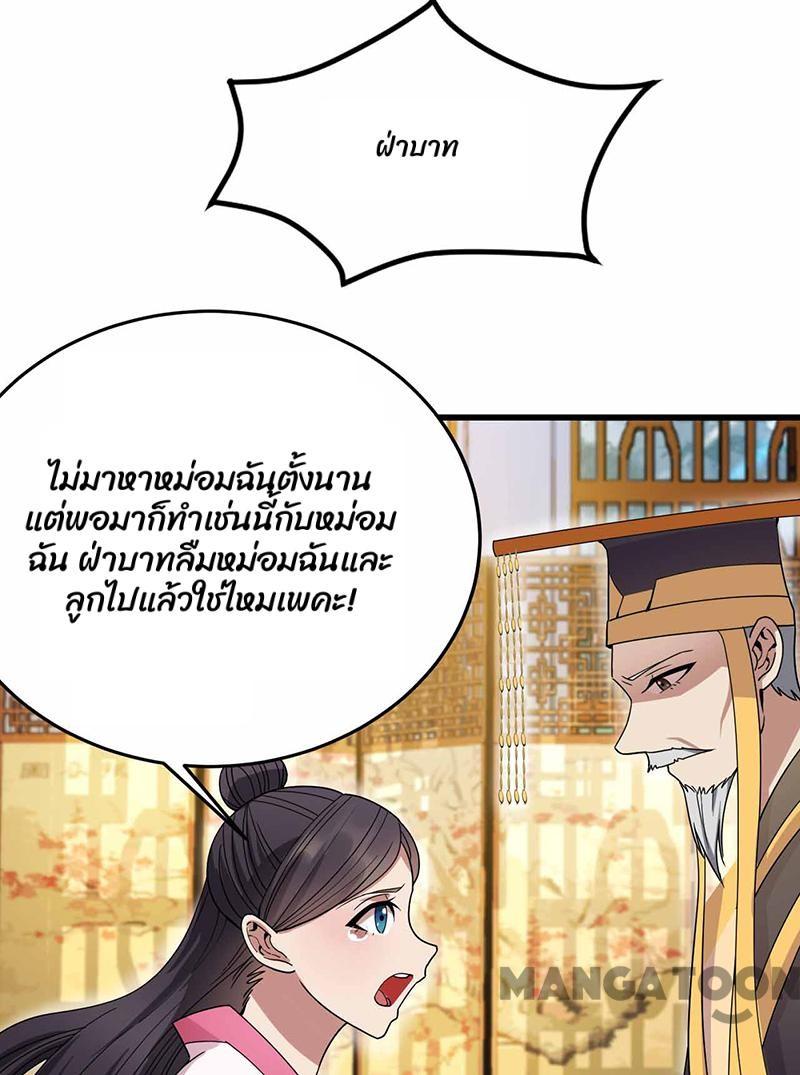 ฝ่าบาท
ไม่มาหาหม่อมฉันตั้งนาน
แต่พอมาก็ทำเช่นนี้กับหม่อม
ฉัน ฝ่าบาทลืมหม่อมฉันและ
ลูกไปแล้วใช่ไหมเพคะ!
MANGATOON